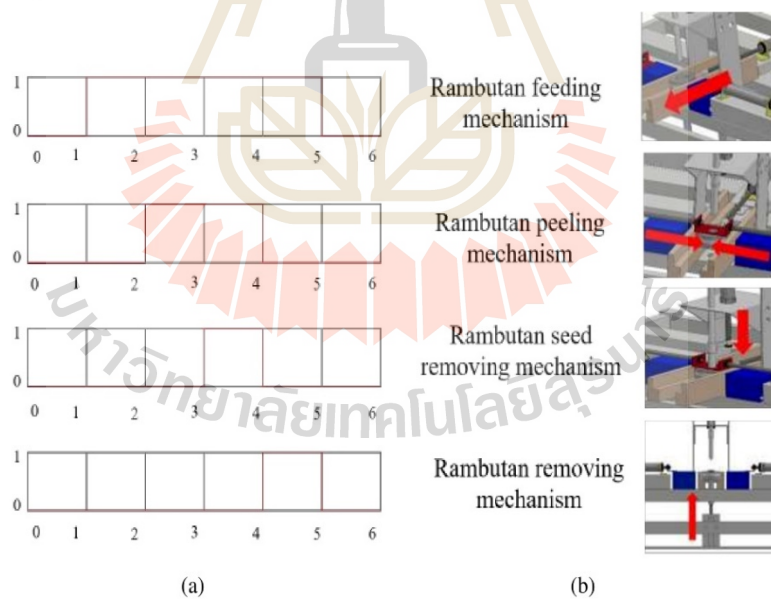 1
0
0 1 2 3 4 5 6
Rambutan feeding
mechanism
1
0
0 1 2 3 4 5 6
Rambutan peeling
mechanism
1
0
0 1 2 3 4 5 6
Rambutan seed
removing mechanism
1
0
0 1 2 3 4 5 6
Rambutan removing
mechanism
มหาวิทยาลัยเทคโนโลยีสุรนารี
(a) (b)